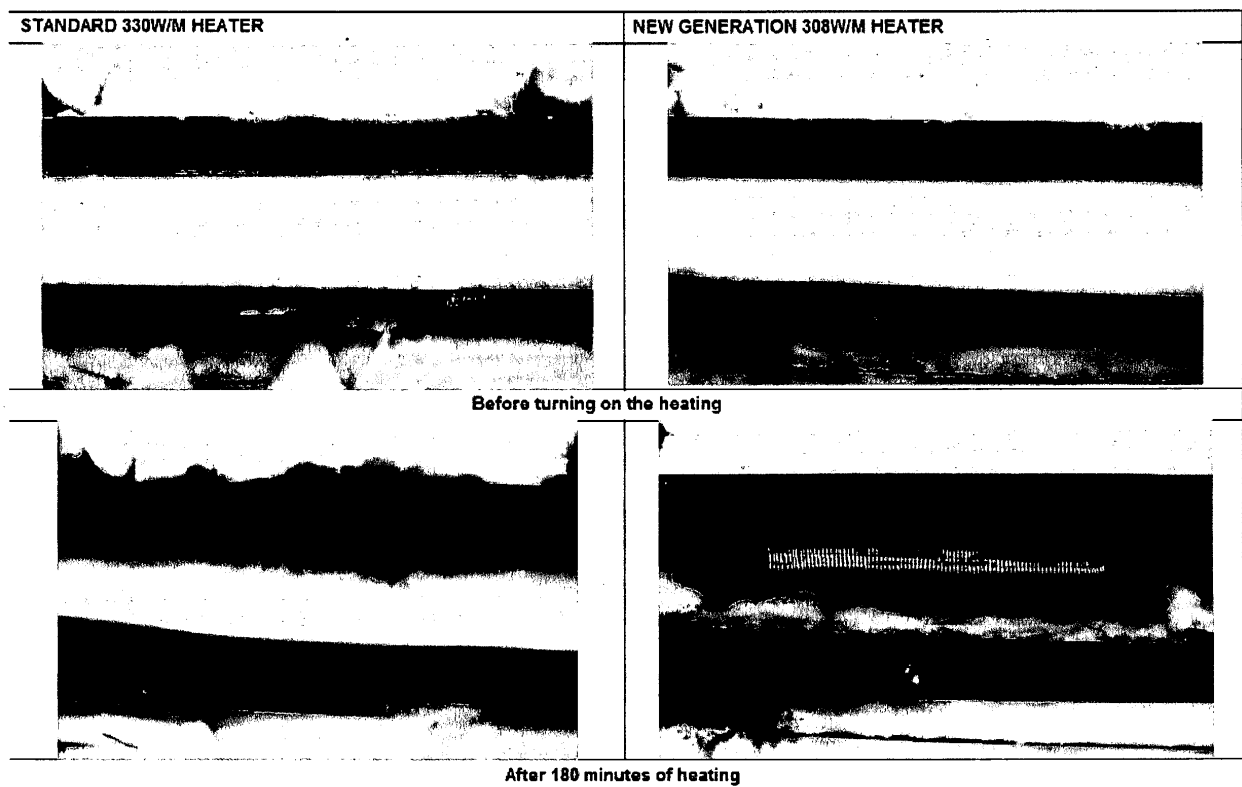 STANDARD 330W/M HEATER
NEW GENERATION 308W/M HEATER
Before turning on the heating
After 180 minutes of heating